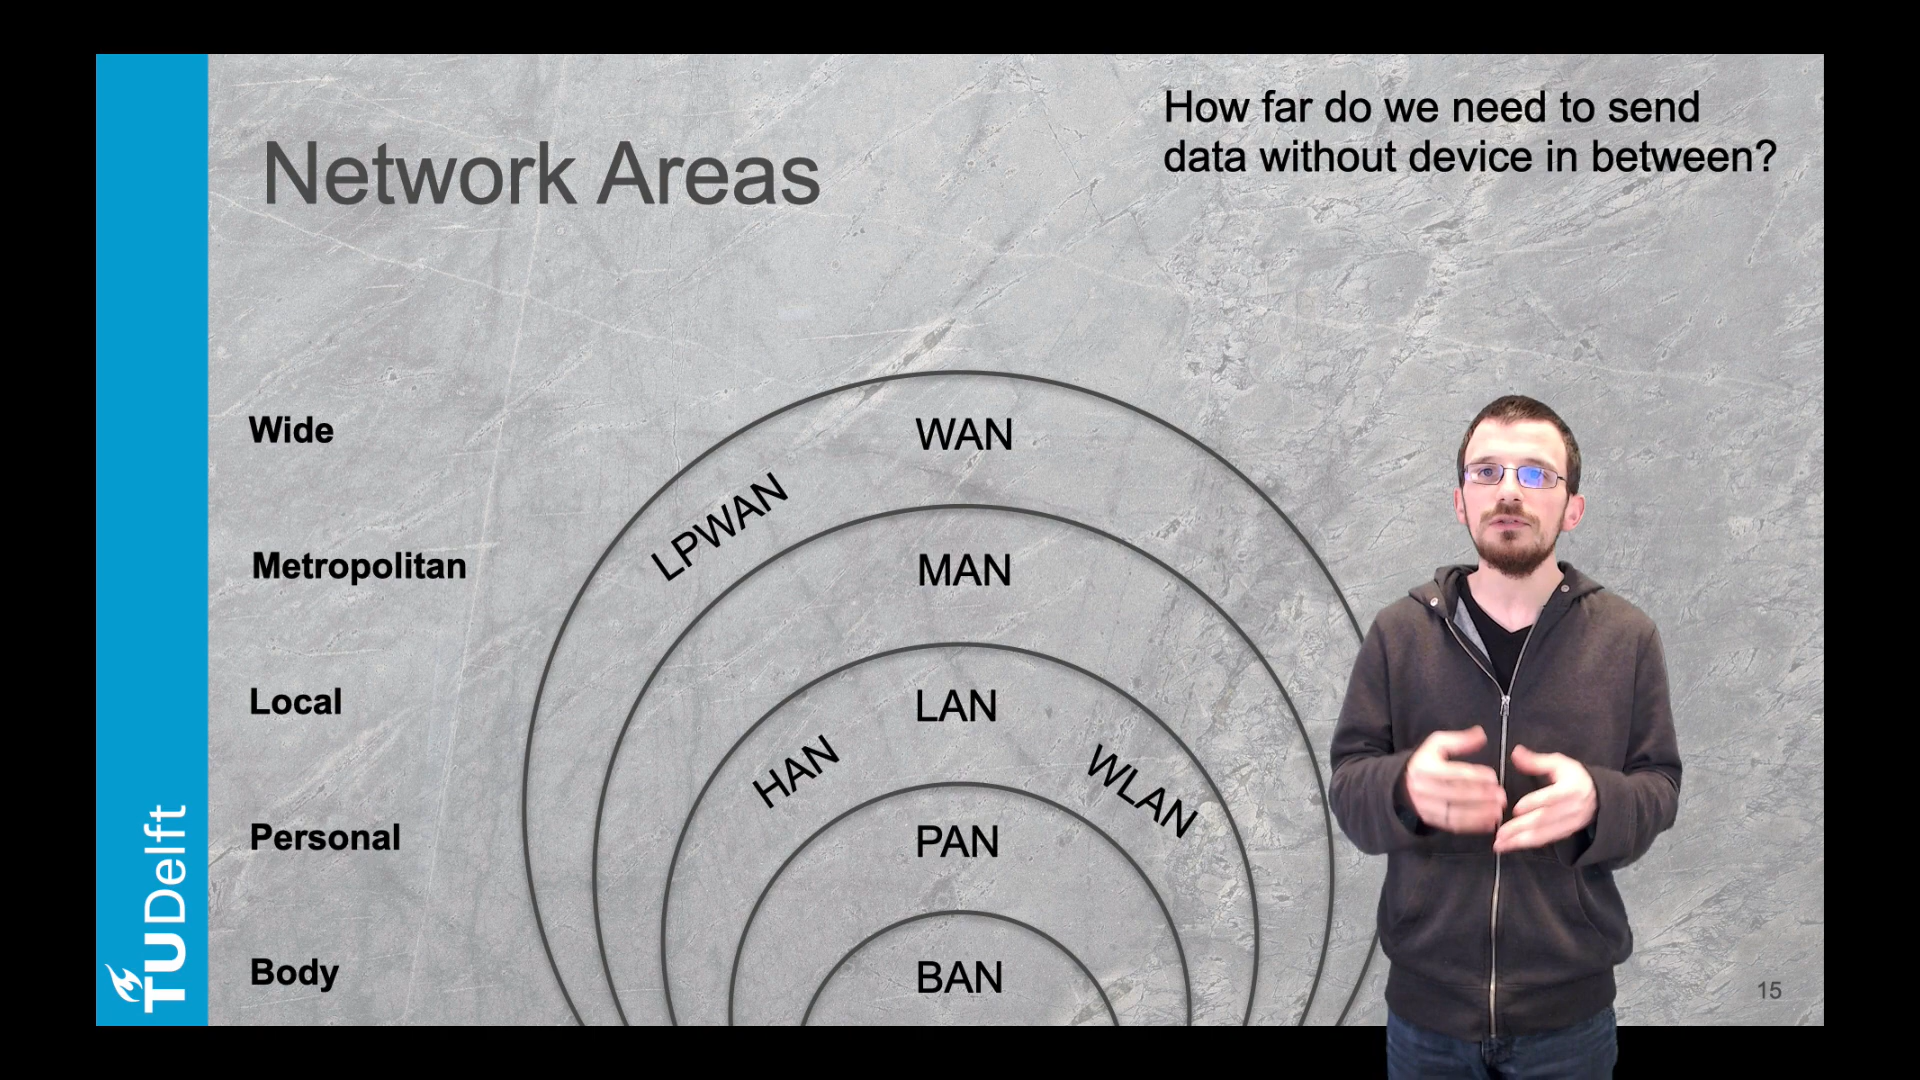 How far do we need to send
data without device in between?
Network Areas
Wide
WAN
LPWAN
Metropolitan
MAN
Local
LAN
HAN
WLAN
Personal
PAN
Body
BAN
TUDelft
15